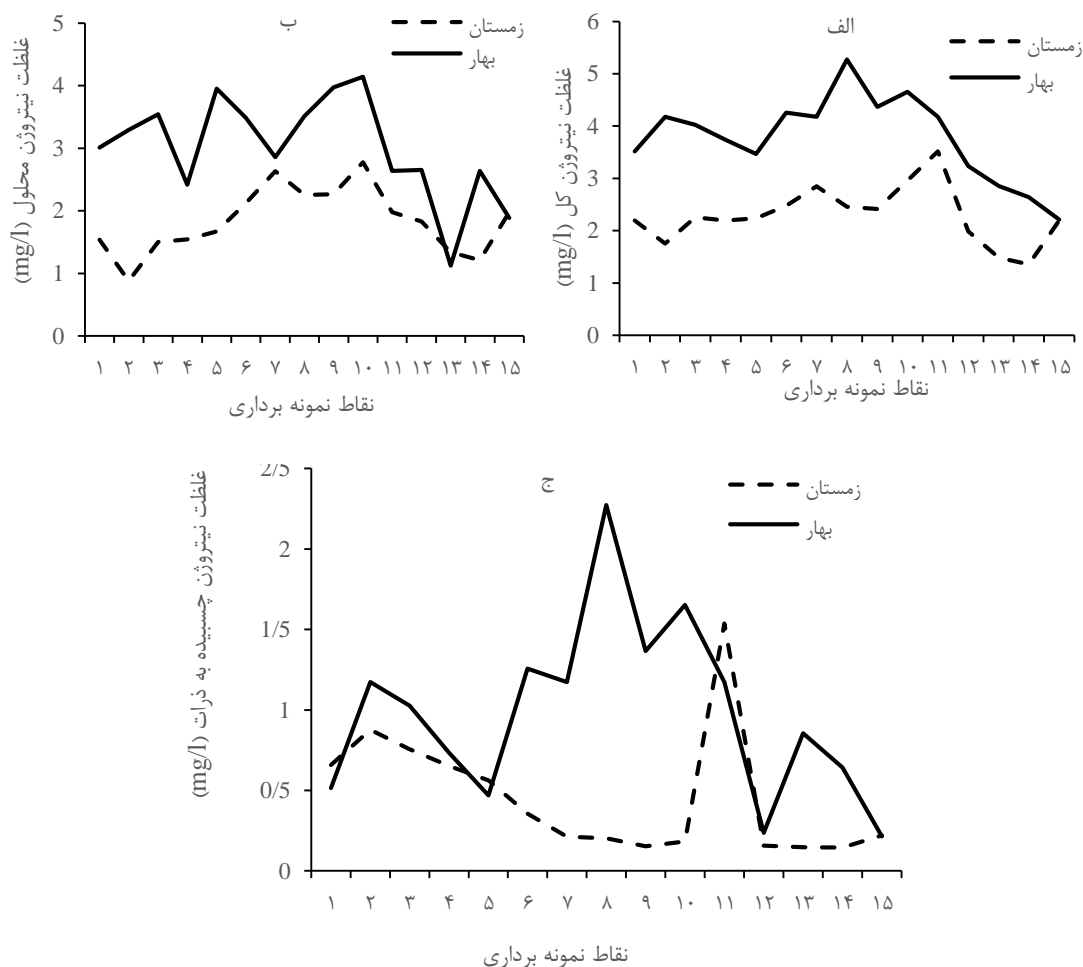 الف
زمستان
بهار
غلظت نیتروژن کل (mg/l)
6
5
4
3
2
1
0
۱ ۲ ۳ ۴ ۵ ۶ ۷ ۸ ۹ ۱۰ ۱۱ ۱۲ ۱۳ ۱۴ ۱۵
نقاط نمونه برداری
ب
زمستان
بهار
غلظت نیتروژن محلول (mg/l)
5
4
3
2
1
0
۱ ۲ ۳ ۴ ۵ ۶ ۷ ۸ ۹ ۱۰ ۱۱ ۱۲ ۱۳ ۱۴ ۱۵
نقاط نمونه برداری
ج
زمستان
بهار
غلظت نیتروژن چسبیده به ذرات (mg/l)
2/5
2
1/5
1
0/5
0
۱ ۲ ۳ ۴ ۵ ۶ ۷ ۸ ۹ ۱۰ ۱۱ ۱۲ ۱۳ ۱۴ ۱۵
نقاط نمونه برداری